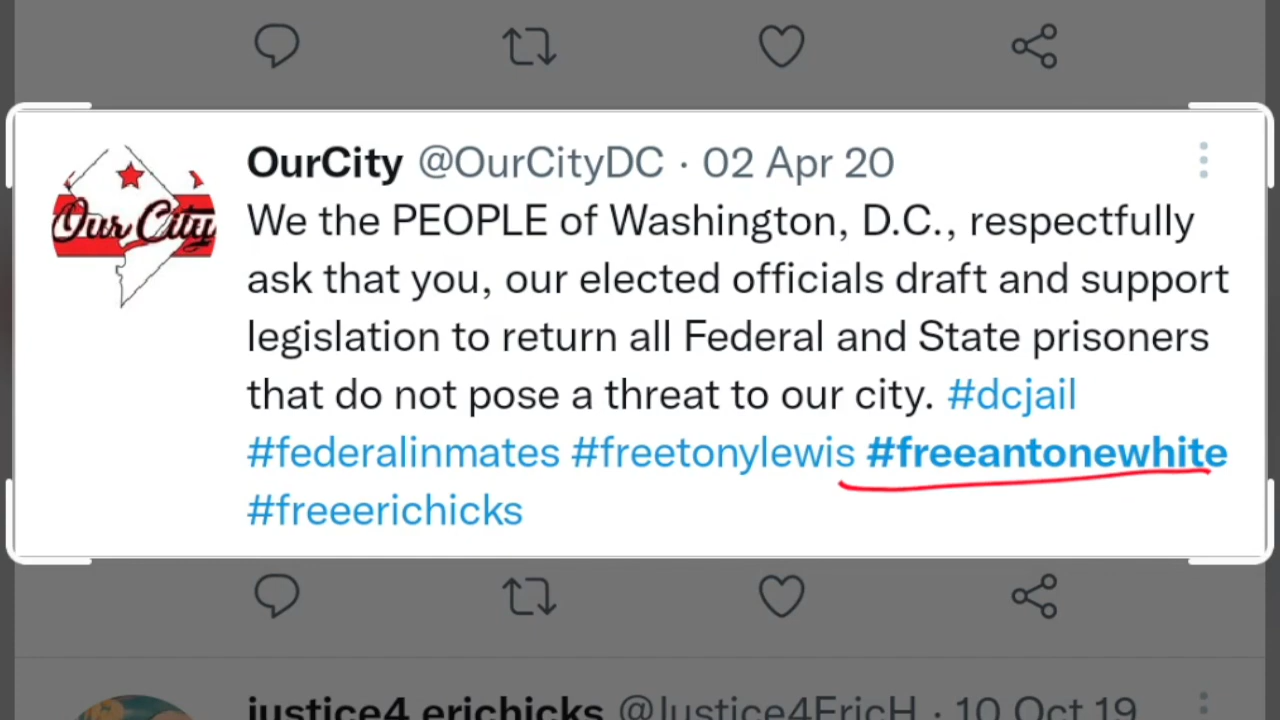 OurCity @OurCityDC · 02 Apr 20
Our City
We the PEOPLE of Washington, D.C., respectfully
ask that you, our elected officials draft and support
legislation to return all Federal and State prisoners
that do not pose a threat to our city. #dcjail
#federalinmates #freetonylewis #freeantonewhite
#freeerichicks
justice4 erichicks @Justice4EricH · 10 Oct 19